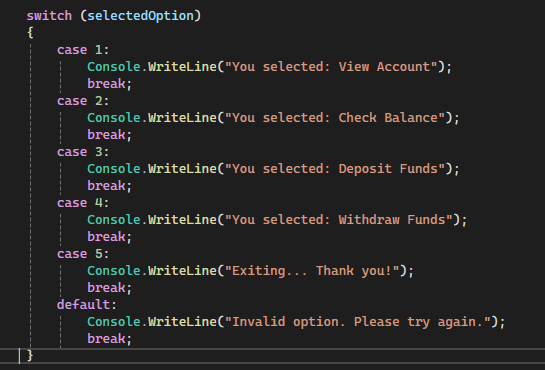 switch (selectedOption)
{
case 1:
Console.WriteLine("You selected: View Account");
break;
case 2:
Console.WriteLine("You selected: Check Balance");
break;
case 3:
Console.WriteLine("You selected: Deposit Funds");
break;
case 4:
Console.WriteLine("You selected: Withdraw Funds");
break;
case 5:
Console.WriteLine("Exiting... Thank you!");
break;
default:
Console.WriteLine("Invalid option. Please try again.");
break;
}